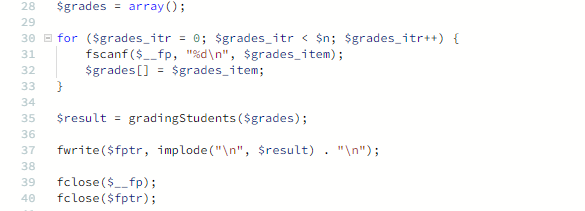 28 $grades = array();
29
30 for ($grades_itr = 0; $grades_itr < $n; $grades_itr++) {
31 fscanf($__fp, "%d\n", $grades_item);
32 $grades[] = $grades_item;
33 }
34
35 $result = gradingStudents($grades);
36
37 fwrite($fptr, implode("\n", $result) . "\n");
38
39 fclose($__fp);
40 fclose($fptr);